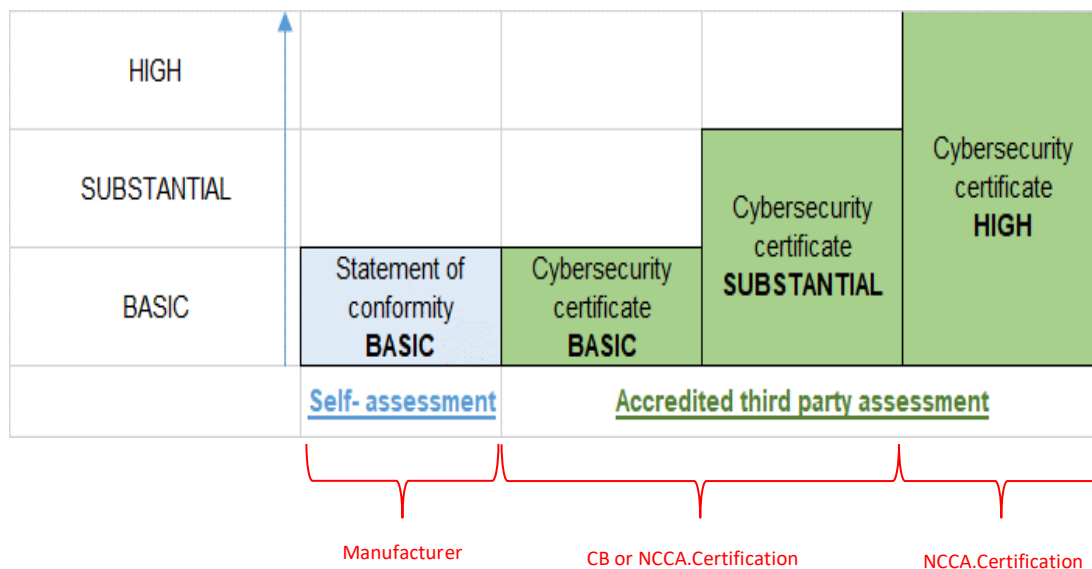 HIGH
SUBSTANTIAL
BASIC
Statement of
conformity
BASIC
Cybersecurity
certificate
BASIC
Cybersecurity
certificate
SUBSTANTIAL
Cybersecurity
certificate
HIGH
Self- assessment
Accredited third party assessment
Manufacturer
CB or NCCA.Certification
NCCA.Certification